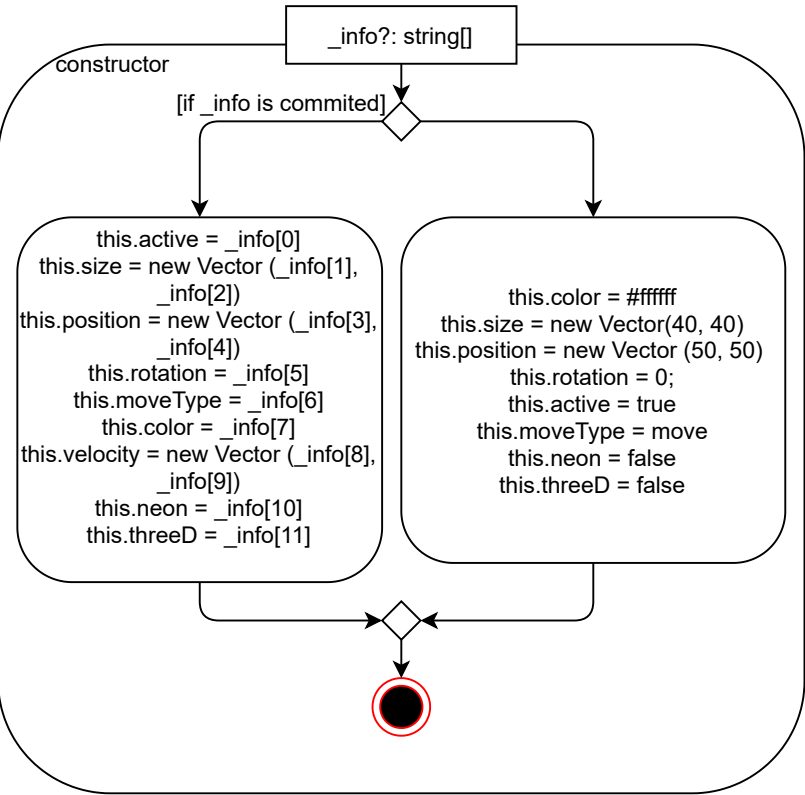 _info?: string[]
constructor
[if _info is commited]
this.active = _info[0]
this.size = new Vector (_info[1],
_info[2])
this.position = new Vector (_info[3],
_info[4])
this.rotation = _info[5]
this.moveType = _info[6]
this.color = _info[7]
this.velocity = new Vector (_info[8],
_info[9])
this.neon = _info[10]
this.threeD = _info[11]
this.color = #ffffff
this.size = new Vector(40, 40)
this.position = new Vector (50, 50)
this.rotation = 0;
this.active = true
this.moveType = move
this.neon = false
this.threeD = false